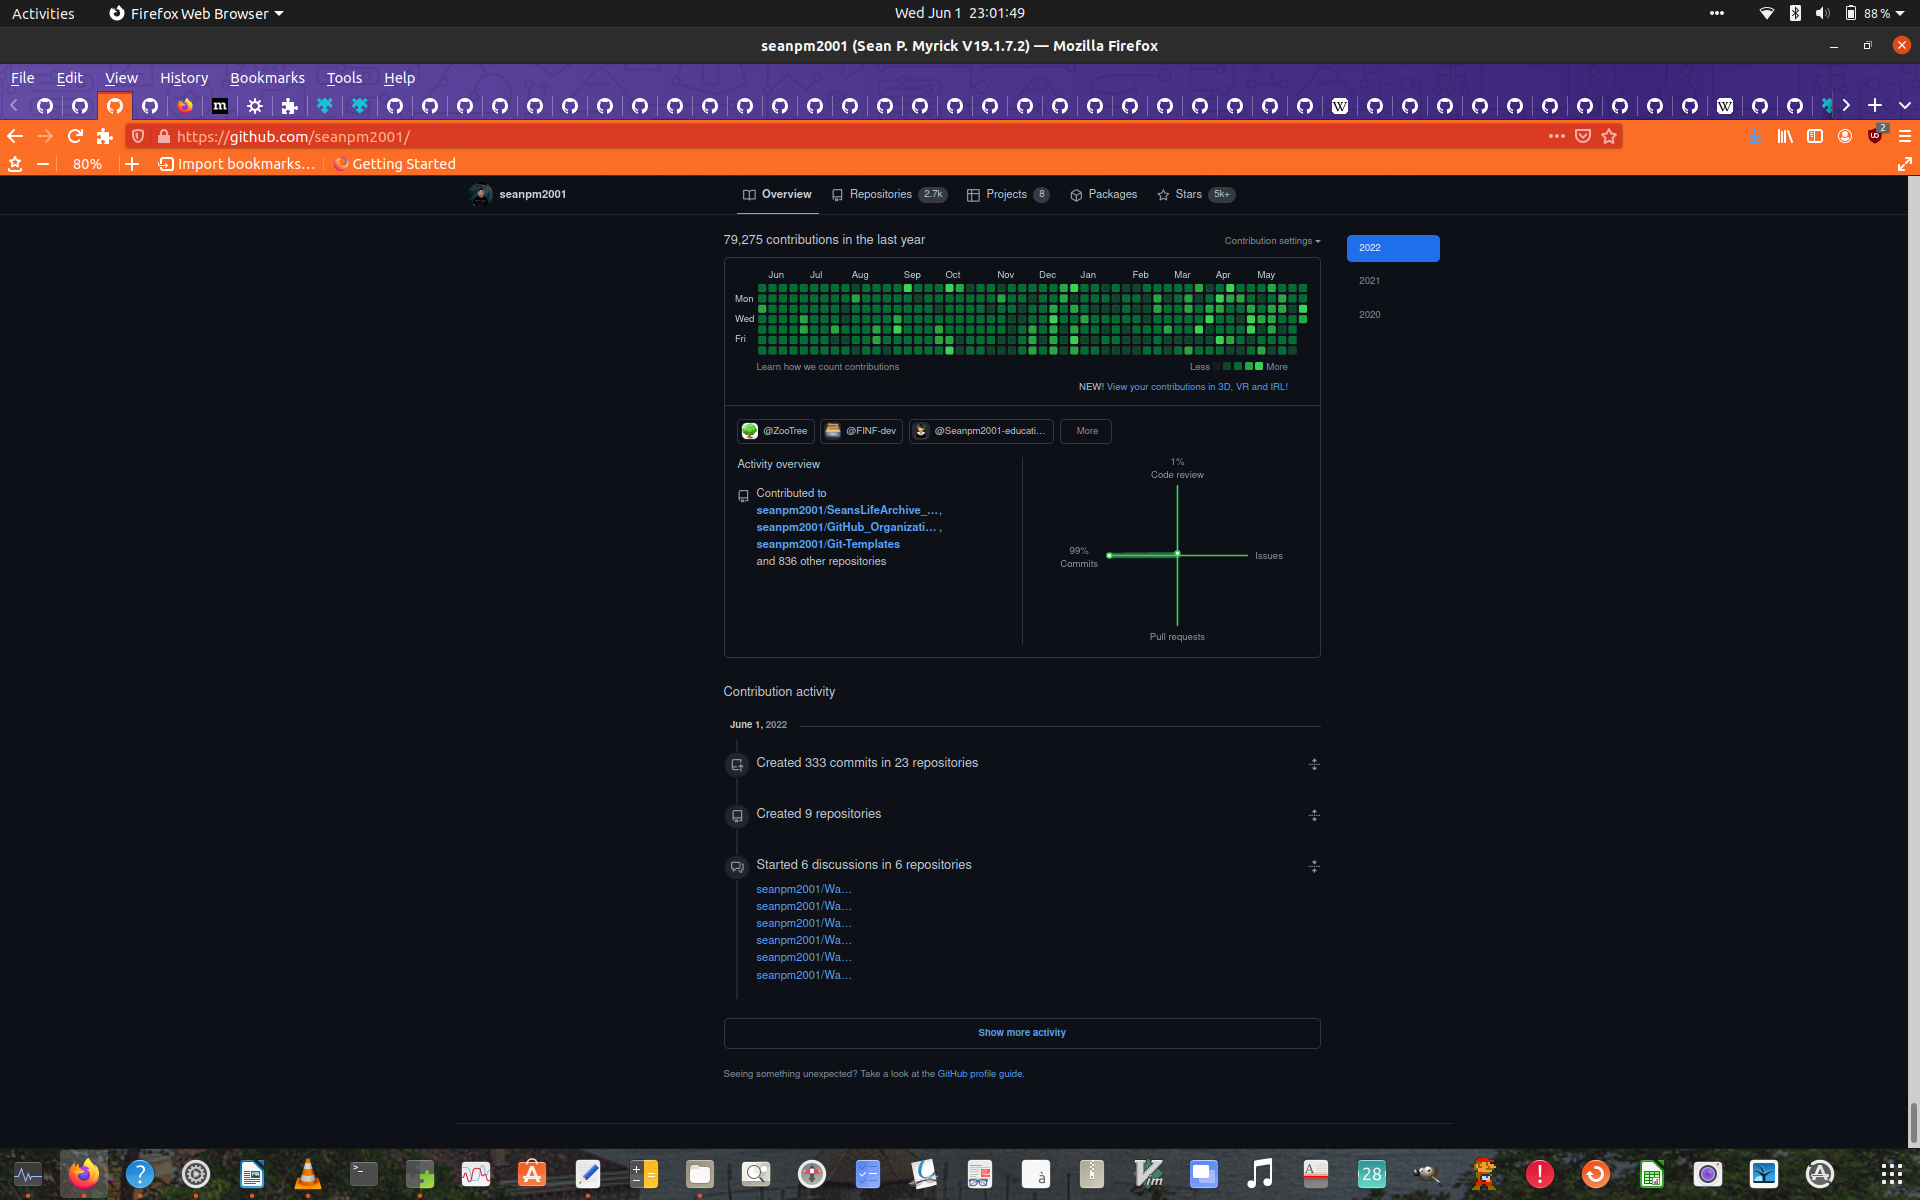 Activities
Firefox Web Browser
Wed Jun 1 23:01:49
88 %
seanpm2001 (Sean P. Myrick V19.1.7.2) — Mozilla Firefox
File Edit View History Bookmarks Tools Help
https://github.com/seanpm2001/
2
80%
Import bookmarks...
Getting Started
seanpm2001
Overview
Repositories 2.7k
Projects 8
Packages
Stars 5k+
79,275 contributions in the last year
Contribution settings
2022
2021
2020
Jun Jul Aug Sep Oct Nov Dec Jan Feb Mar Apr May
Mon
Wed
Fri
Learn how we count contributions
Less
More
NEW! View your contributions in 3D, VR and IRL!
@ZooTree
@FINF-dev
@Seanpm2001-educati...
More
Activity overview
Contributed to
seanpm2001/SeansLifeArchive_...,
seanpm2001/GitHub_Organizati... ,
seanpm2001/Git-Templates
and 836 other repositories
1%
Code review
99%
Commits
Issues
Pull requests
Contribution activity
June 1, 2022
Created 333 commits in 23 repositories
Created 9 repositories
Started 6 discussions in 6 repositories
seanpm2001/Wa...
seanpm2001/Wa...
seanpm2001/Wa...
seanpm2001/Wa...
seanpm2001/Wa...
seanpm2001/Wa...
Show more activity
Seeing something unexpected? Take a look at the GitHub profile guide.
28